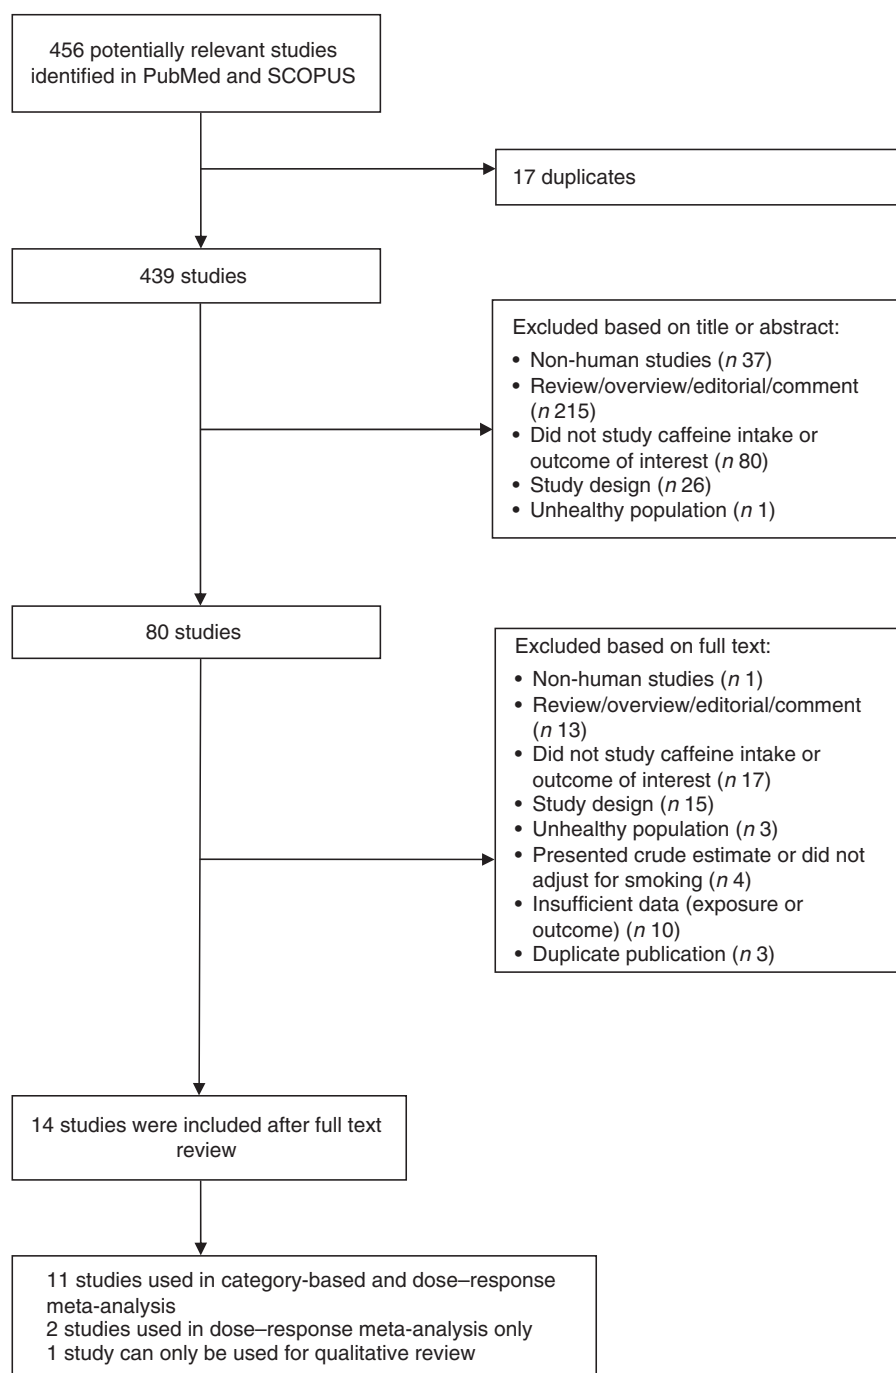 456 potentially relevant studies
identified in PubMed and SCOPUS
17 duplicates
439 studies
Excluded based on title or abstract:
• Non-human studies (n 37)
• Review/overview/editorial/comment
(n 215)
• Did not study caffeine intake or
outcome of interest (n 80)
• Study design (n 26)
• Unhealthy population (n 1)
80 studies
Excluded based on full text:
• Non-human studies (n 1)
• Review/overview/editorial/comment
(n 13)
• Did not study caffeine intake or
outcome of interest (n 17)
• Study design (n 15)
• Unhealthy population (n 3)
• Presented crude estimate or did not
adjust for smoking (n 4)
• Insufficient data (exposure or
outcome) (n 10)
• Duplicate publication (n 3)
14 studies were included after full text
review
11 studies used in category-based and dose–response
meta-analysis
2 studies used in dose–response meta-analysis only
1 study can only be used for qualitative review